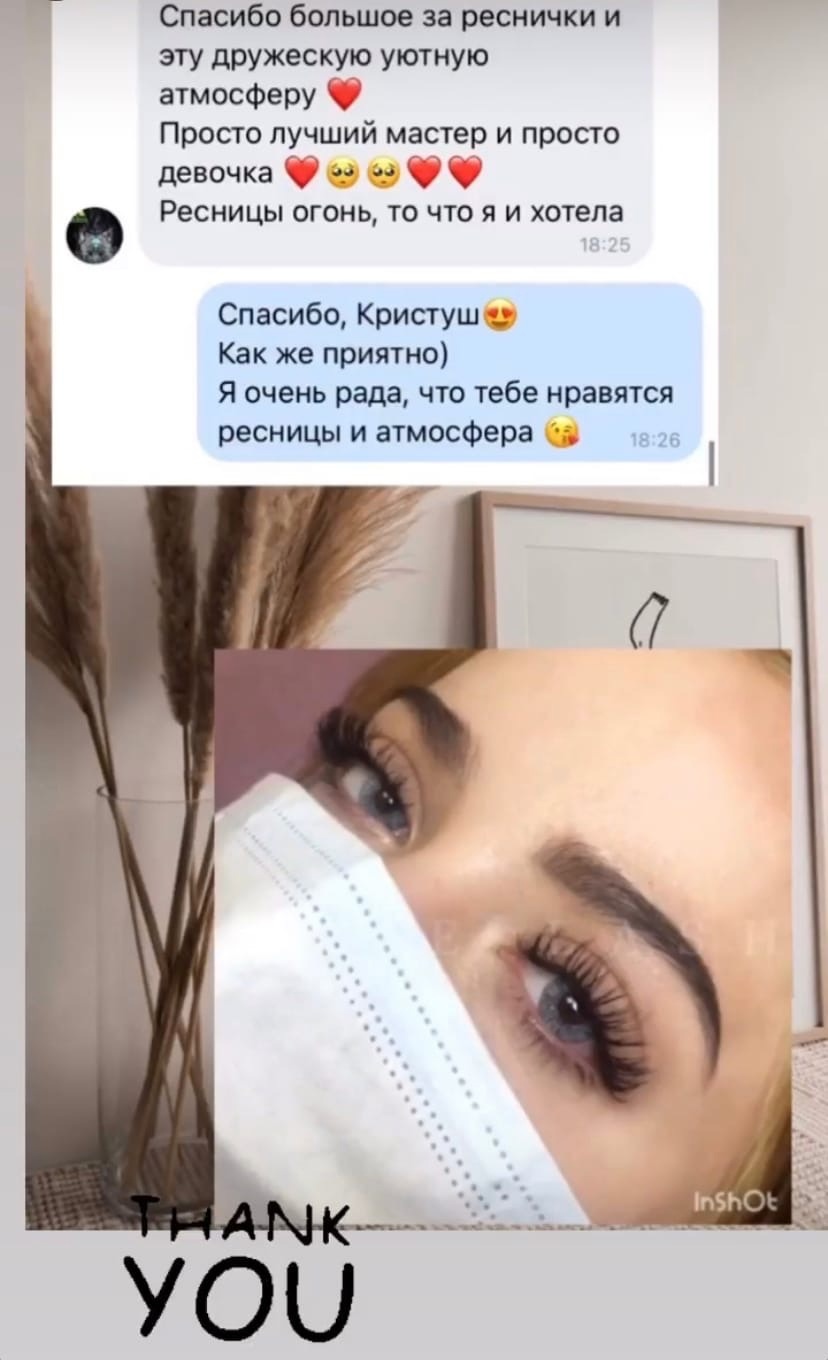 Спасибо большое за реснички и
эту дружескую уютную
атмосферу ❤️
Просто лучший мастер и просто
девочка ❤️🥺🥺❤️❤️
Ресницы огонь, то что я и хотела
18:25
Спасибо, Кристуш😍
Как же приятно)
Я очень рада, что тебе нравятся
ресницы и атмосфера 😘
18:26
InShOt
THANK
YOU